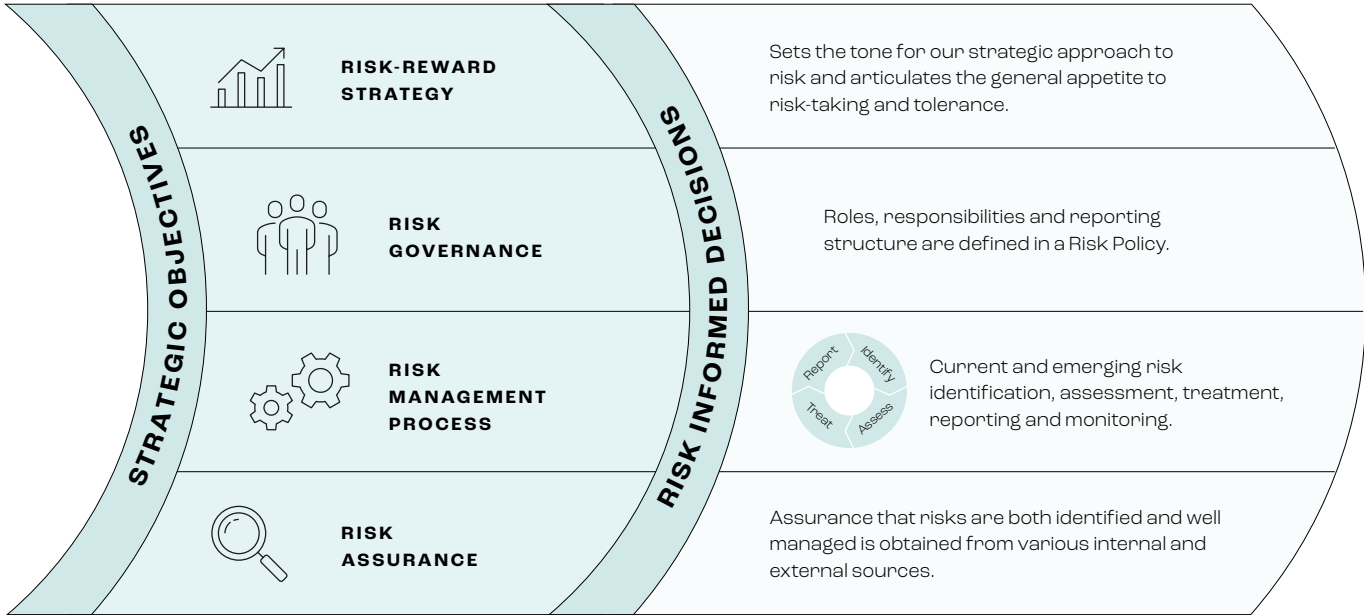 STRATEGIC OBJECTIVES
RISK-REWARD
STRATEGY
RISK
GOVERNANCE
RISK
MANAGEMENT
PROCESS
RISK
ASSURANCE
RISK INFORMED DECISIONS
Sets the tone for our strategic approach to
risk and articulates the general appetite to
risk-taking and tolerance.
Roles, responsibilities and reporting
structure are defined in a Risk Policy.
Report
Identify
Assess
Treat
Current and emerging risk
identification, assessment, treatment,
reporting and monitoring.
Assurance that risks are both identified and well
managed is obtained from various internal and
external sources.